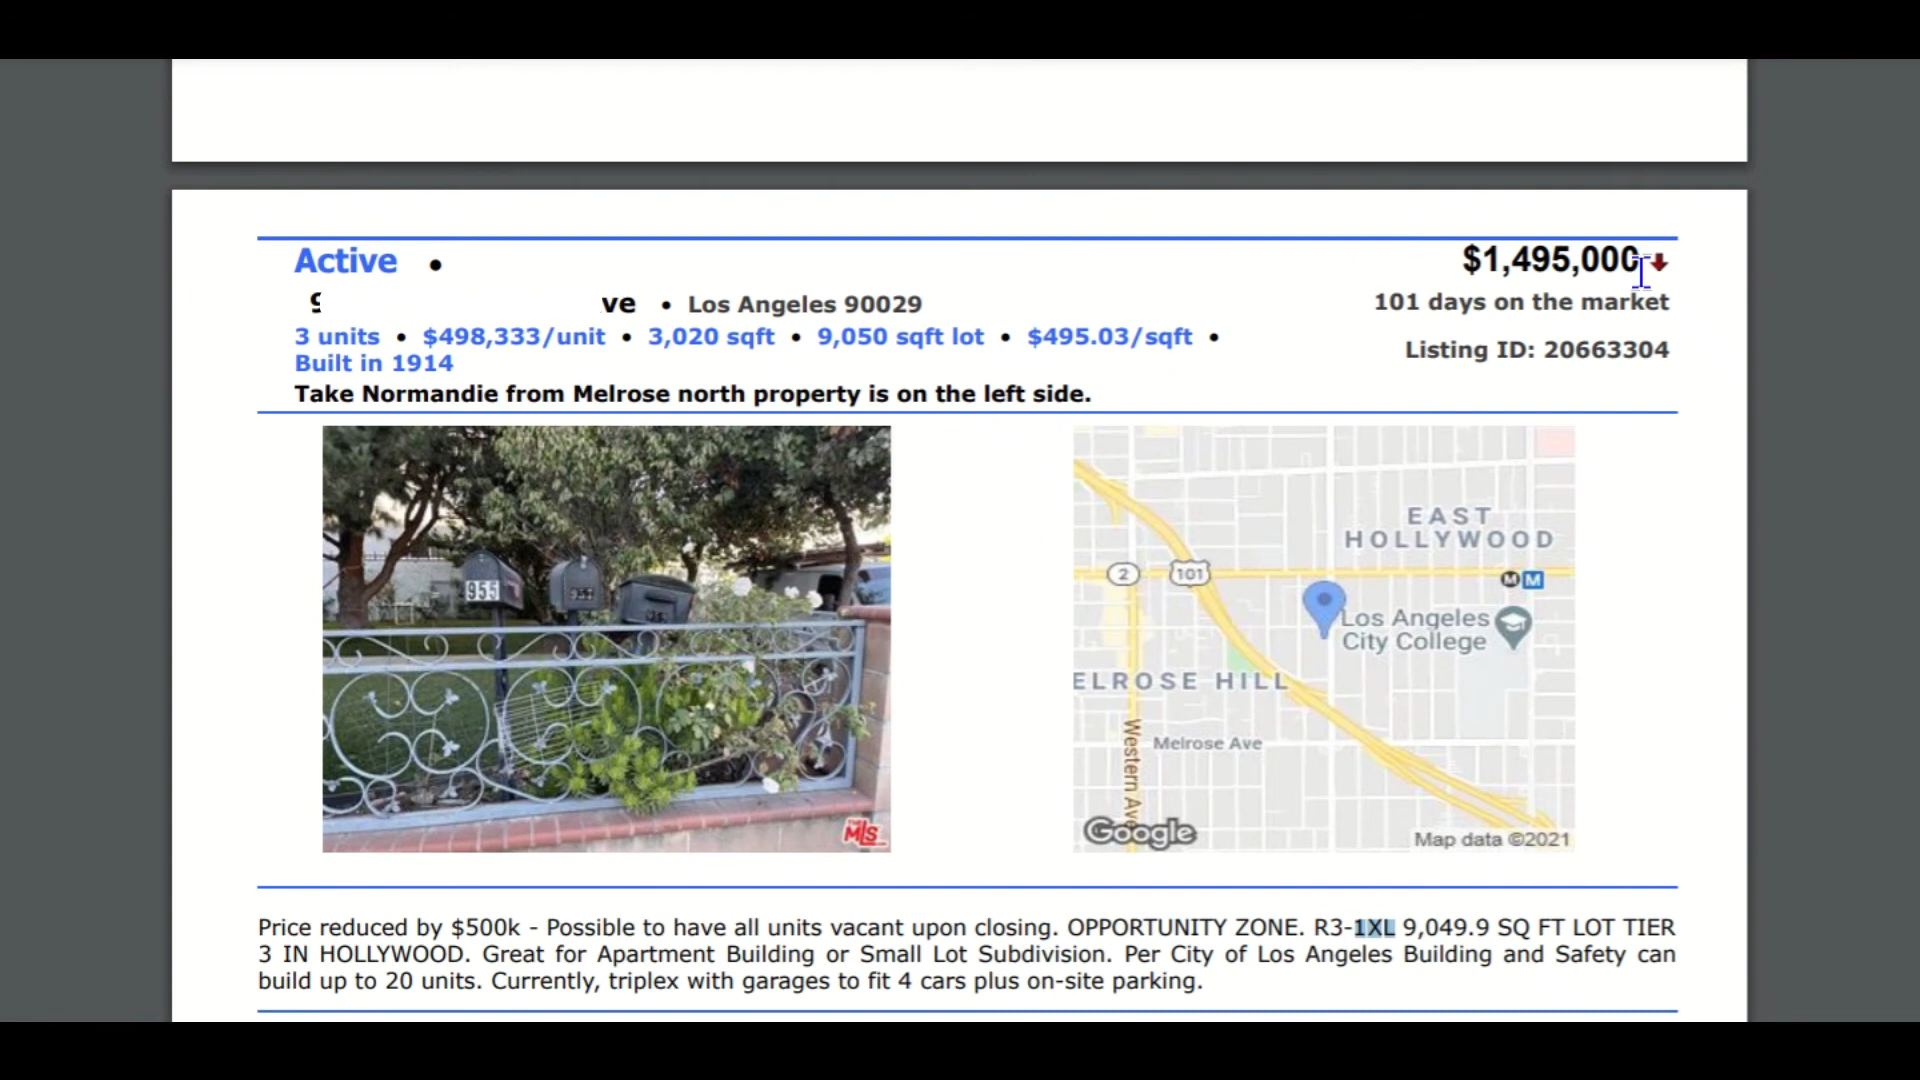 Active •
$1,495,000
ve • Los Angeles 90029
101 days on the market
3 units • $498,333/unit • 3,020 sqft • 9,050 sqft lot • $495.03/sqft •
Built in 1914
Listing ID: 20663304
Take Normandie from Melrose north property is on the left side.
955
MLS
EAST
HOLLYWOOD
2
101
M M
Los Angeles
City College
ELROSE HILL
Western Ave
Melrose Ave
Google
Map data ©2021
Price reduced by $500k - Possible to have all units vacant upon closing. OPPORTUNITY ZONE. R3-1XL 9,049.9 SQ FT LOT TIER
3 IN HOLLYWOOD. Great for Apartment Building or Small Lot Subdivision. Per City of Los Angeles Building and Safety can
build up to 20 units. Currently, triplex with garages to fit 4 cars plus on-site parking.